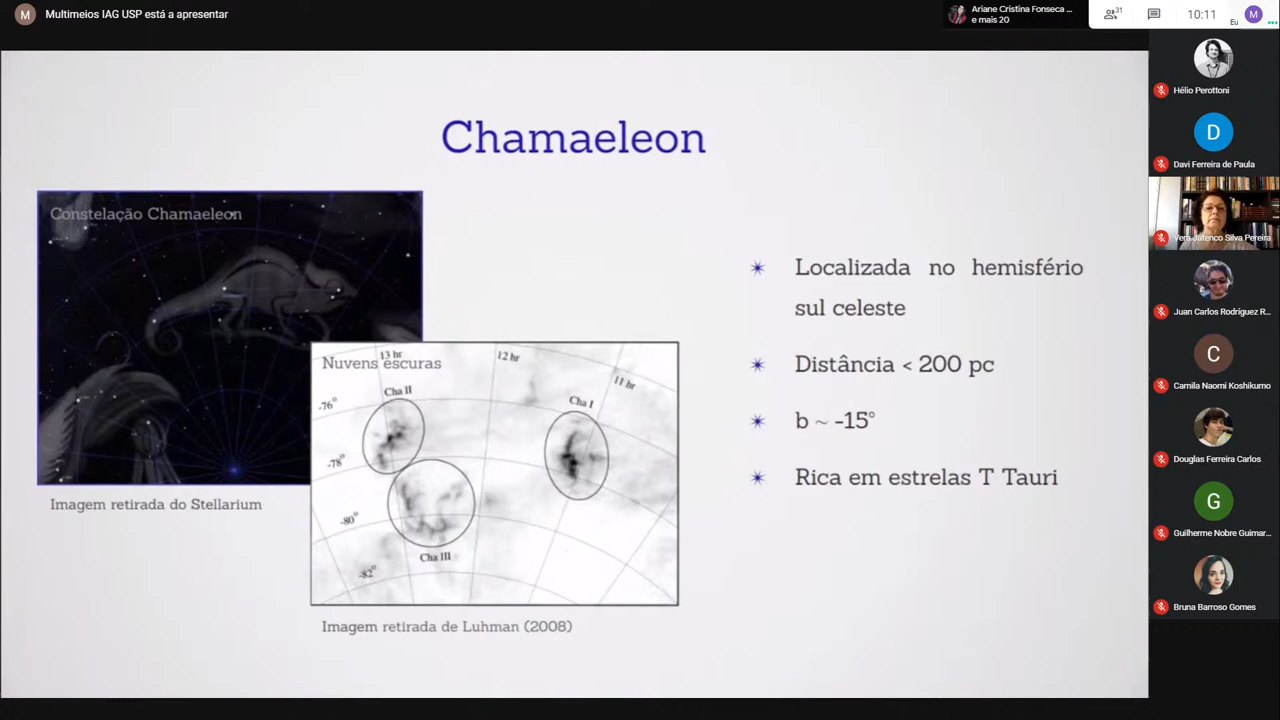 M Multimeios IAG USP está a apresentar
Ariane Cristina Fonseca ...
e mais 20
31
10:11
Eu
M
Chamaeleon
Constelação Chamaeleon
Imagem retirada do Stellarium
Nuvens escuras
13 hr
12 hr
11 hr
-76°
-78°
-80°
-82°
Cha II
Cha I
Cha III
Imagem retirada de Luhman (2008)
Localizada no hemisfério
sul celeste
Distância < 200 pc
b ~ -15°
Rica em estrelas T Tauri
Hélio Perottoni
D
Davi Ferreira de Paula
Vera Jatenco Silva Pereira
Juan Carlos Rodríguez R...
C
Camila Naomi Koshikumo
Douglas Ferreira Carlos
G
Guilherme Nobre Guimar...
Bruna Barroso Gomes